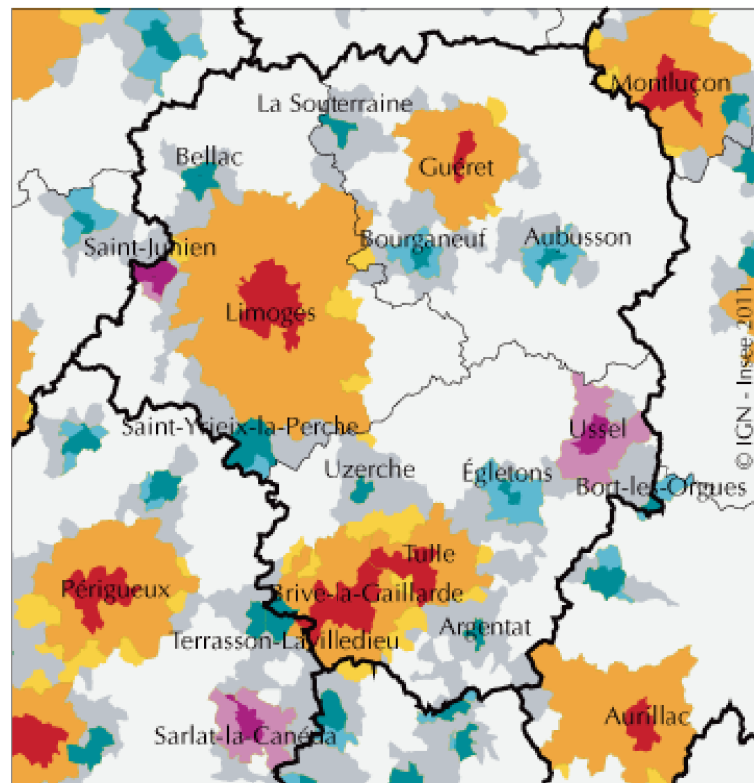 Montluçon
La Souterraine
Guéret
Bellac
Bourganeuf
Aubusson
Saint-Junien
Limoges
© IGN - Insee 2011
Saint-Yrieix-la-Perche
Ussel
Uzerche
Égletons
Bort-les-Orgues
Tulle
Périgueux
Brive-la-Gaillarde
Argentat
Terrasson-Lavilledieu
Aurillac
Sarlat-la-Canéda